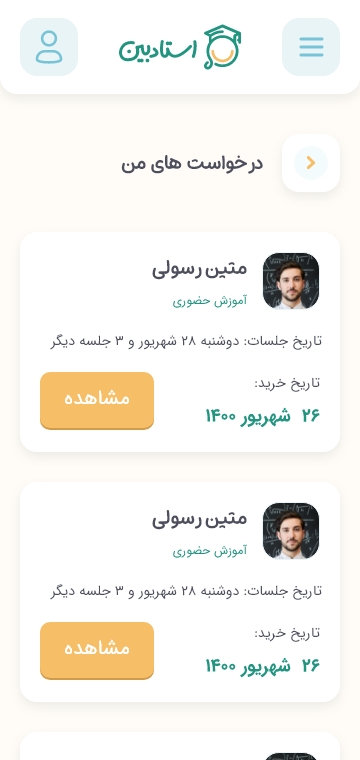 استادبین
درخواست های من
متین رسولی
آموزش حضوری
تاریخ جلسات: دوشنبه ۲۸ شهریور و ۳ جلسه دیگر
تاریخ خرید:
۲۶ شهریور ۱۴۰۰
مشاهده
متین رسولی
آموزش حضوری
تاریخ جلسات: دوشنبه ۲۸ شهریور و ۳ جلسه دیگر
تاریخ خرید:
۲۶ شهریور ۱۴۰۰
مشاهده